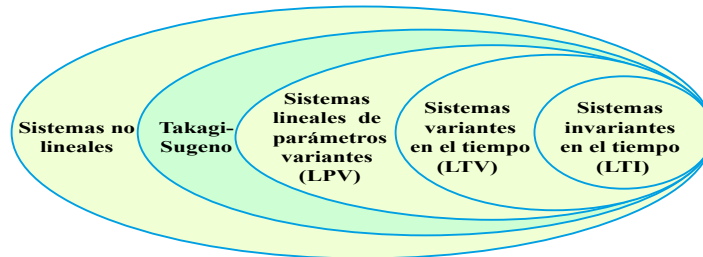 Sistemas no
lineales
Takagi-
Sugeno
Sistemas
lineales de
parámetros
variantes
(LPV)
Sistemas
variantes
en el tiempo
(LTV)
Sistemas
invariantes
en el tiempo
(LTI)